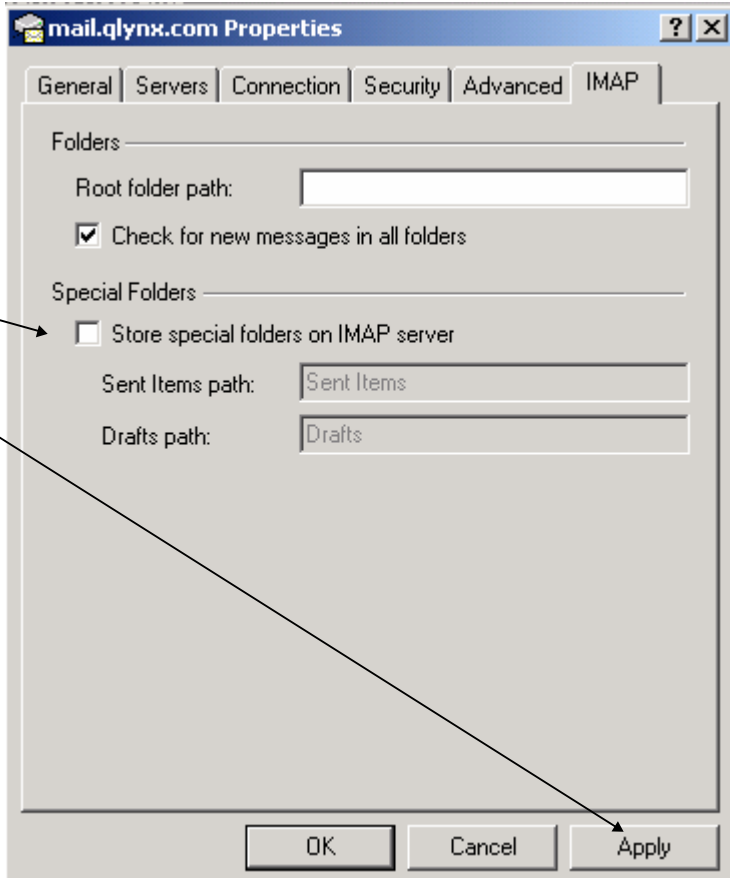 mail.qlynx.com Properties
General Servers Connection Security Advanced IMAP
Folders
Root folder path:
Check for new messages in all folders
Special Folders
Store special folders on IMAP server
Sent Items path: Sent Items
Drafts path: Drafts
OK Cancel Apply